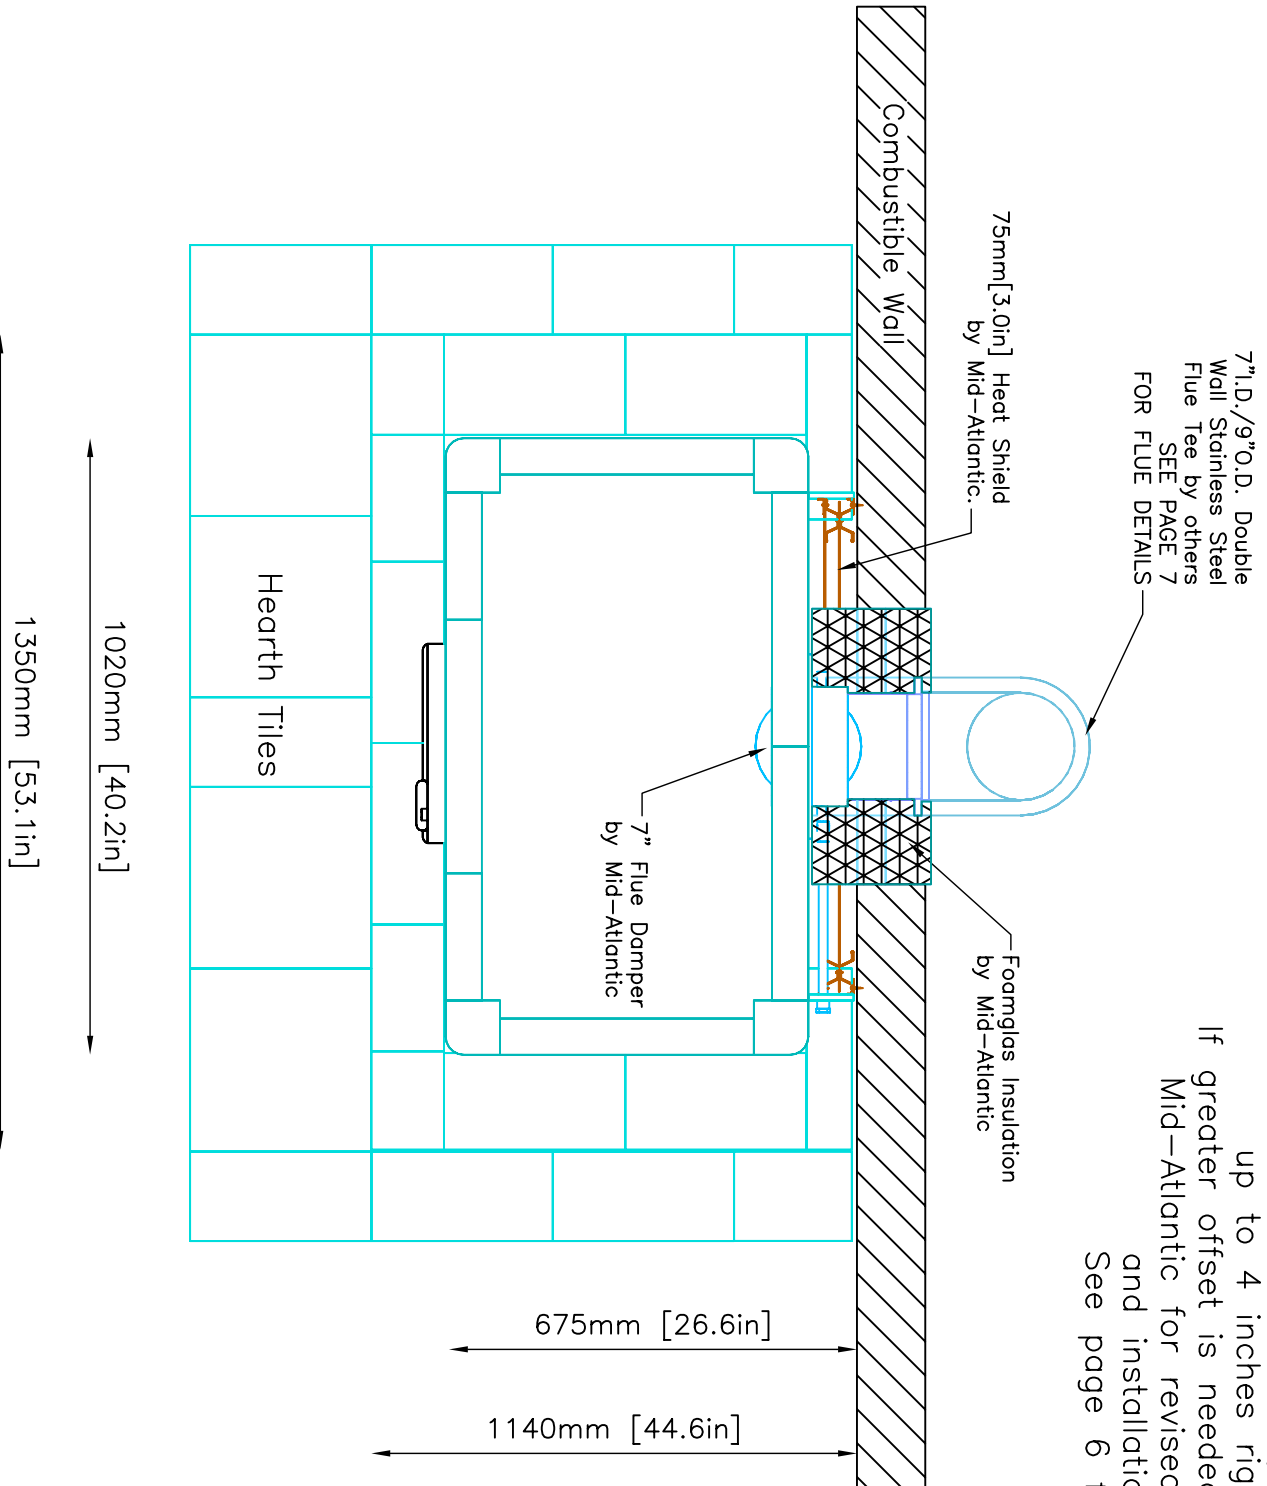 7"I.D./9"O.D. Double
Wall Stainless Steel
Flue Tee by others
SEE PAGE 7
FOR FLUE DETAILS
75mm[3.0in] Heat Shield
by Mid-Atlantic.
Combustible Wall
up to 4 inches
If greater offset is needed
Mid-Atlantic for revised
and
See page 6
Foamglas Insulation
by Mid-Atlantic
7" Flue Damper
by Mid-Atlantic
Hearth Tiles
1020mm [40.2in]
1350mm [53.1in]
675mm [26.6in]
1140mm [44.6in]